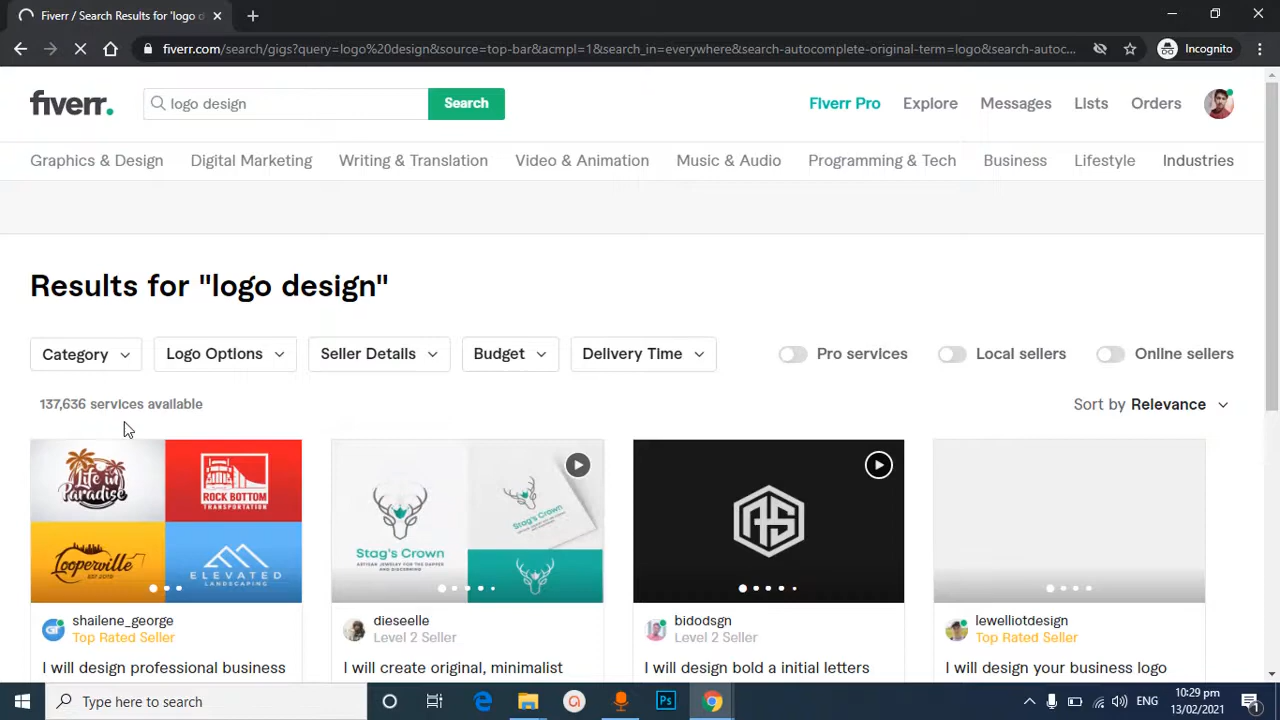 Fiverr / Search Results for 'logo d
fiverr.com/search/gigs?query=logo%20design&source=top-bar&acmpl=1&search_in=everywhere&search-autocomplete-original-term=logo&search-autoc...
Incognito
fiverr.
logo design
Search
Fiverr Pro
Explore
Messages
Lists
Orders
Graphics & Design
Digital Marketing
Writing & Translation
Video & Animation
Music & Audio
Programming & Tech
Business
Lifestyle
Industries
Results for "logo design"
Category
Logo Options
Seller Details
Budget
Delivery Time
Pro services
Local sellers
Online sellers
137,636 services available
Sort by Relevance
Life in
Paradise
ROCK BOTTOM
TRANSPORTATION
Looperville
EST 2019
ELEVATED
LANDSCAPING
Stag's Crown
Stag's Crown
AS
shailene_george
Top Rated Seller
I will design professional business
dieseelle
Level 2 Seller
I will create original, minimalist
bidodsgn
Level 2 Seller
I will design bold a initial letters
lewelliotdesign
Top Rated Seller
I will design your business logo
Type here to search
Ps
ENG
10:29 pm
13/02/2021
1